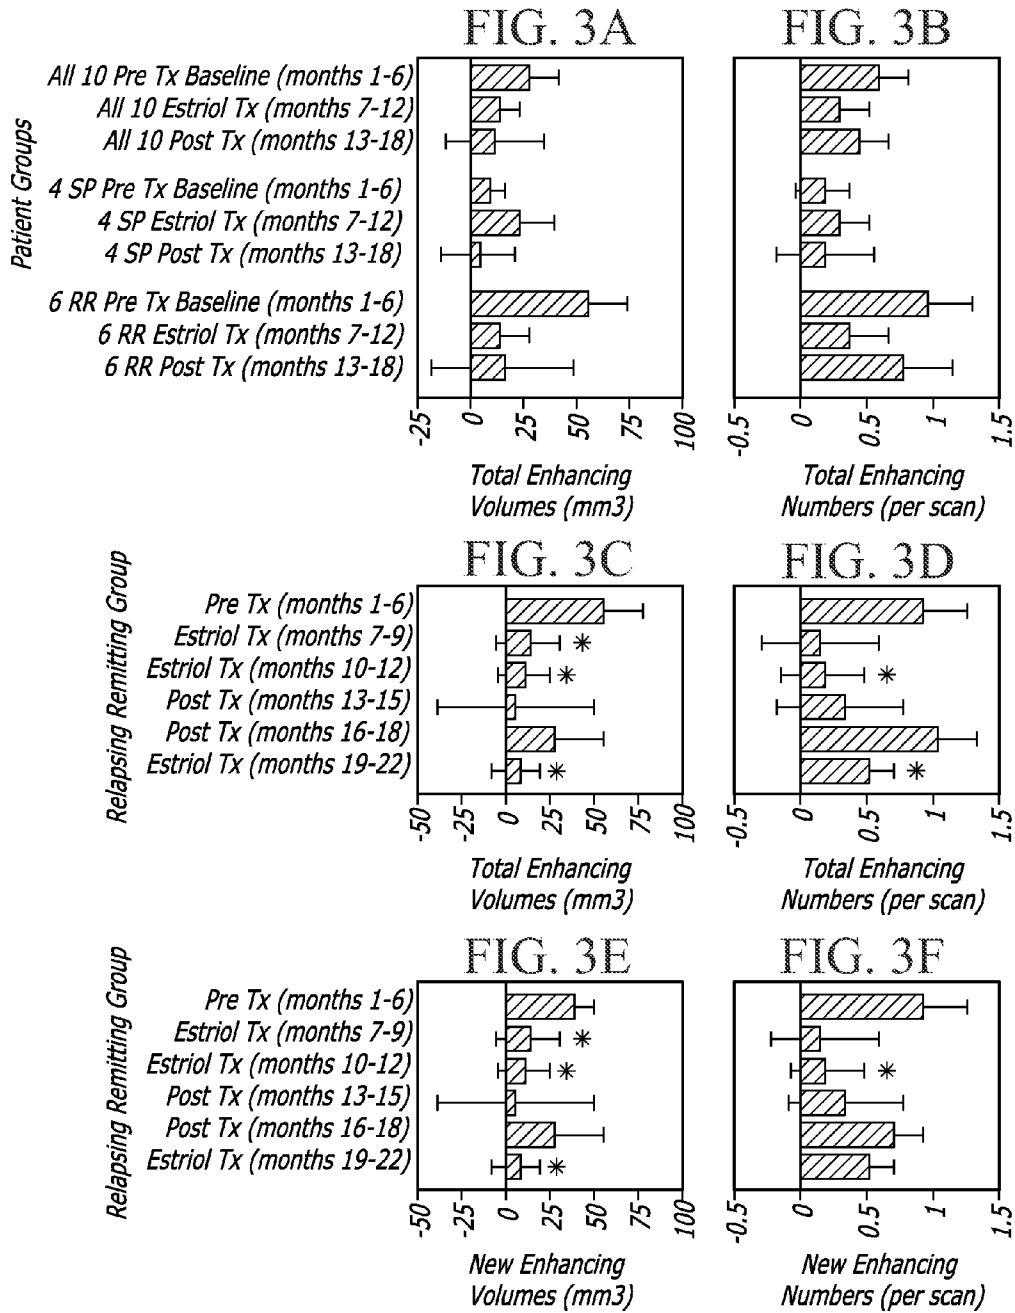 FIG. 3A
FIG. 3B
Patient Groups
All 10 Pre Tx Baseline (months 1-6)
All 10 Estriol Tx (months 7-12)
All 10 Post Tx (months 13-18)
4 SP Pre Tx Baseline (months 1-6)
4 SP Estriol Tx (months 7-12)
4 SP Post Tx (months 13-18)
6 RR Pre Tx Baseline (months 1-6)
6 RR Estriol Tx (months 7-12)
6 RR Post Tx (months 13-18)
-25 0 25 50 75 100
-0.5 0 0.5 1 1.5
Total Enhancing
Volumes (mm3)
Total Enhancing
Numbers (per scan)
FIG. 3C
FIG. 3D
Relapsing Remitting Group
Pre Tx (months 1-6)
Estriol Tx (months 7-9)
Estriol Tx (months 10-12)
Post Tx (months 13-15)
Post Tx (months 16-18)
Estriol Tx (months 19-22)
-50 -25 0 25 50 75 100
-0.5 0 0.5 1 1.5
Total Enhancing
Volumes (mm3)
Total Enhancing
Numbers (per scan)
FIG. 3E
FIG. 3F
Relapsing Remitting Group
Pre Tx (months 1-6)
Estriol Tx (months 7-9)
Estriol Tx (months 10-12)
Post Tx (months 13-15)
Post Tx (months 16-18)
Estriol Tx (months 19-22)
-50 -25 0 25 50 75 100
-0.5 0 0.5 1 1.5
New Enhancing
Volumes (mm3)
New Enhancing
Numbers (per scan)